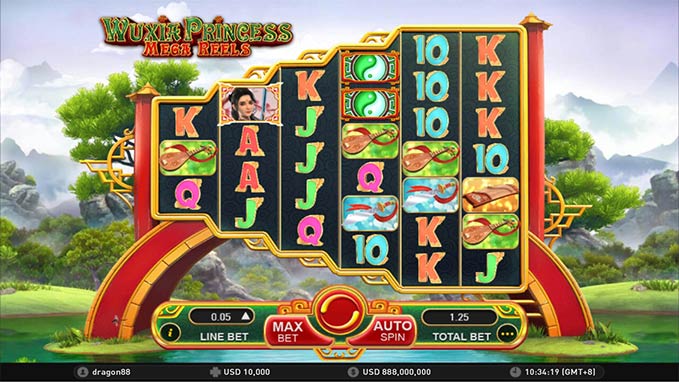 WUXIA PRINCESS
MEGA REELS
K
Q
A
A
J
K
J
J
J
Q
Q
10
10
10
10
K
K
K
K
K
10
J
0.05
LINE BET
MAX
BET
AUTO
SPIN
1.25
TOTAL BET
dragon88
USD 10,000
USD 888,000,000
10:34:19 [GMT+8]